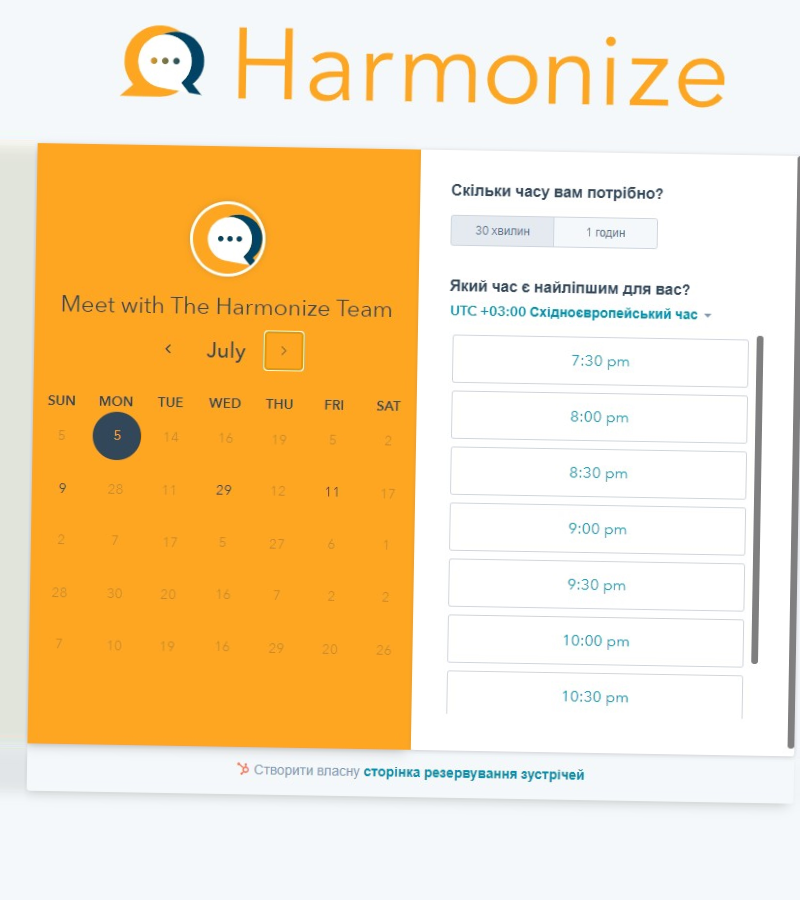 Harmonize
Meet with The Harmonize Team
July
SUN MON TUE WED THU FRI SAT
5 5 14 16 19 5 2
9 28 11 29 12 11 17
2 7 17 5 27 6 1
28 30 20 16 7 2 2
7 10 19 16 29 20 26
Скільки часу вам потрібно?
30 хвилин 1 годин
Який час є найліпшим для вас?
UTC +03:00 Східноєвропейський час
7:30 pm
8:00 pm
8:30 pm
9:00 pm
9:30 pm
10:00 pm
10:30 pm
Створити власну сторінка резервування зустрічей